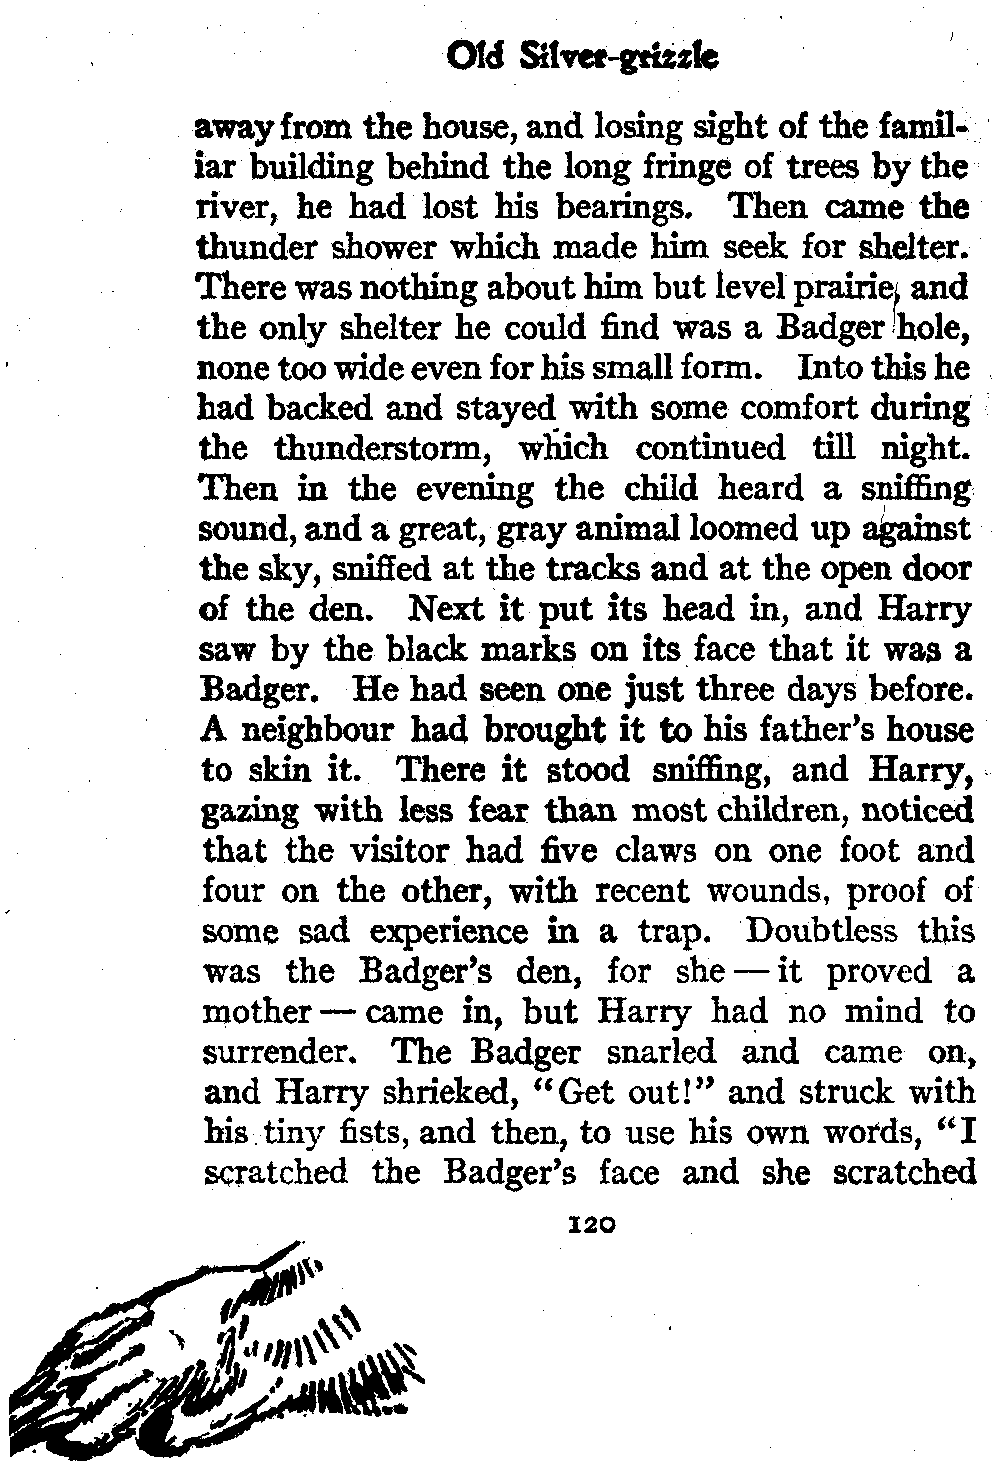 Old Silver-grizzle
away from the house, and losing sight of the famil-
iar building behind the long fringe of trees by the
river, he had lost his bearings. Then came the
thunder shower which made him seek for shelter.
There was nothing about him but level prairie, and
the only shelter he could find was a Badger hole,
none too wide even for his small form. Into this he
had backed and stayed with some comfort during
the thunderstorm, which continued till night.
Then in the evening the child heard a sniffing
sound, and a great, gray animal loomed up against
the sky, sniffed at the tracks and at the open door
of the den. Next it put its head in, and Harry
saw by the black marks on its face that it was a
Badger. He had seen one just three days before.
A neighbour had brought it to his father's house
to skin it. There it stood sniffing, and Harry,
gazing with less fear than most children, noticed
that the visitor had five claws on one foot and
four on the other, with recent wounds, proof of
some sad experience in a trap. Doubtless this
was the Badger's den, for she — it proved a
mother — came in, but Harry had no mind to
surrender. The Badger snarled and came on,
and Harry shrieked, "Get out!" and struck with
his tiny fists, and then, to use his own words, "I
scratched the Badger's face and she scratched
120